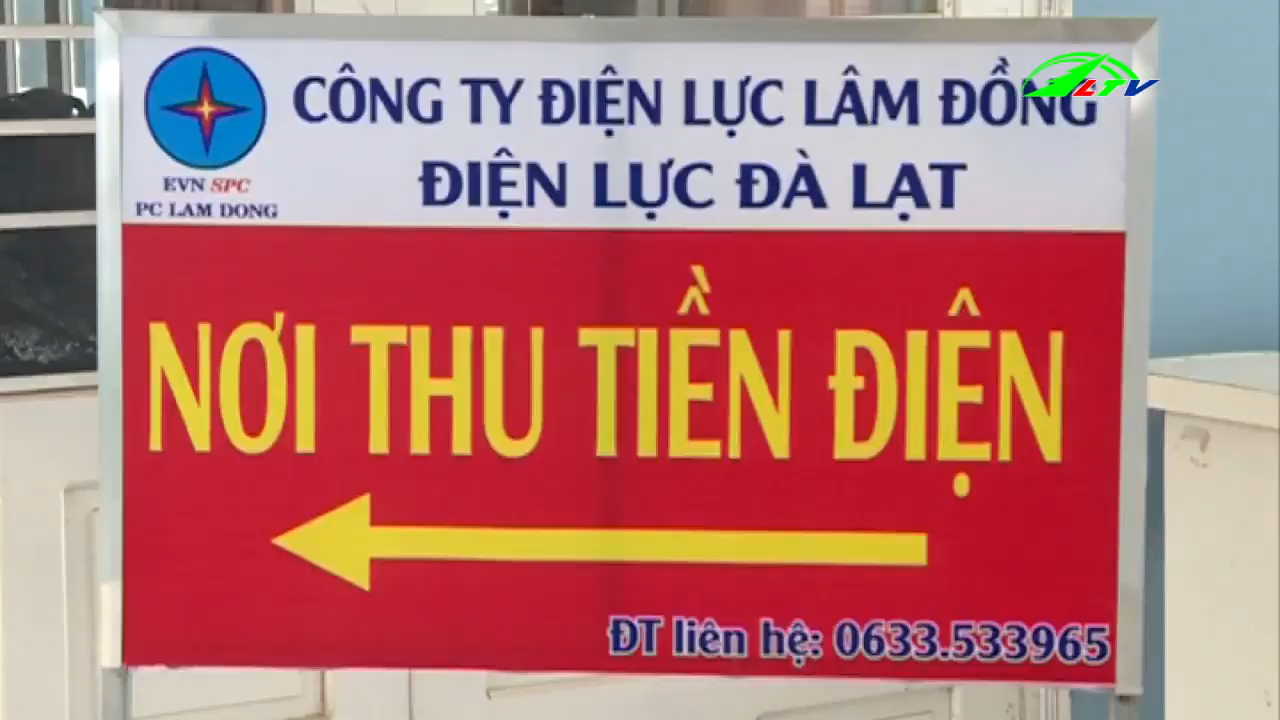 CÔNG TY ĐIỆN LỰC LÂM ĐỒNG
LTV
ĐIỆN LỰC ĐÀ LẠT
EVN SPC
PC LAM DONG
NƠI THU TIỀN ĐIỆN
ĐT liên hệ: 0633.533965